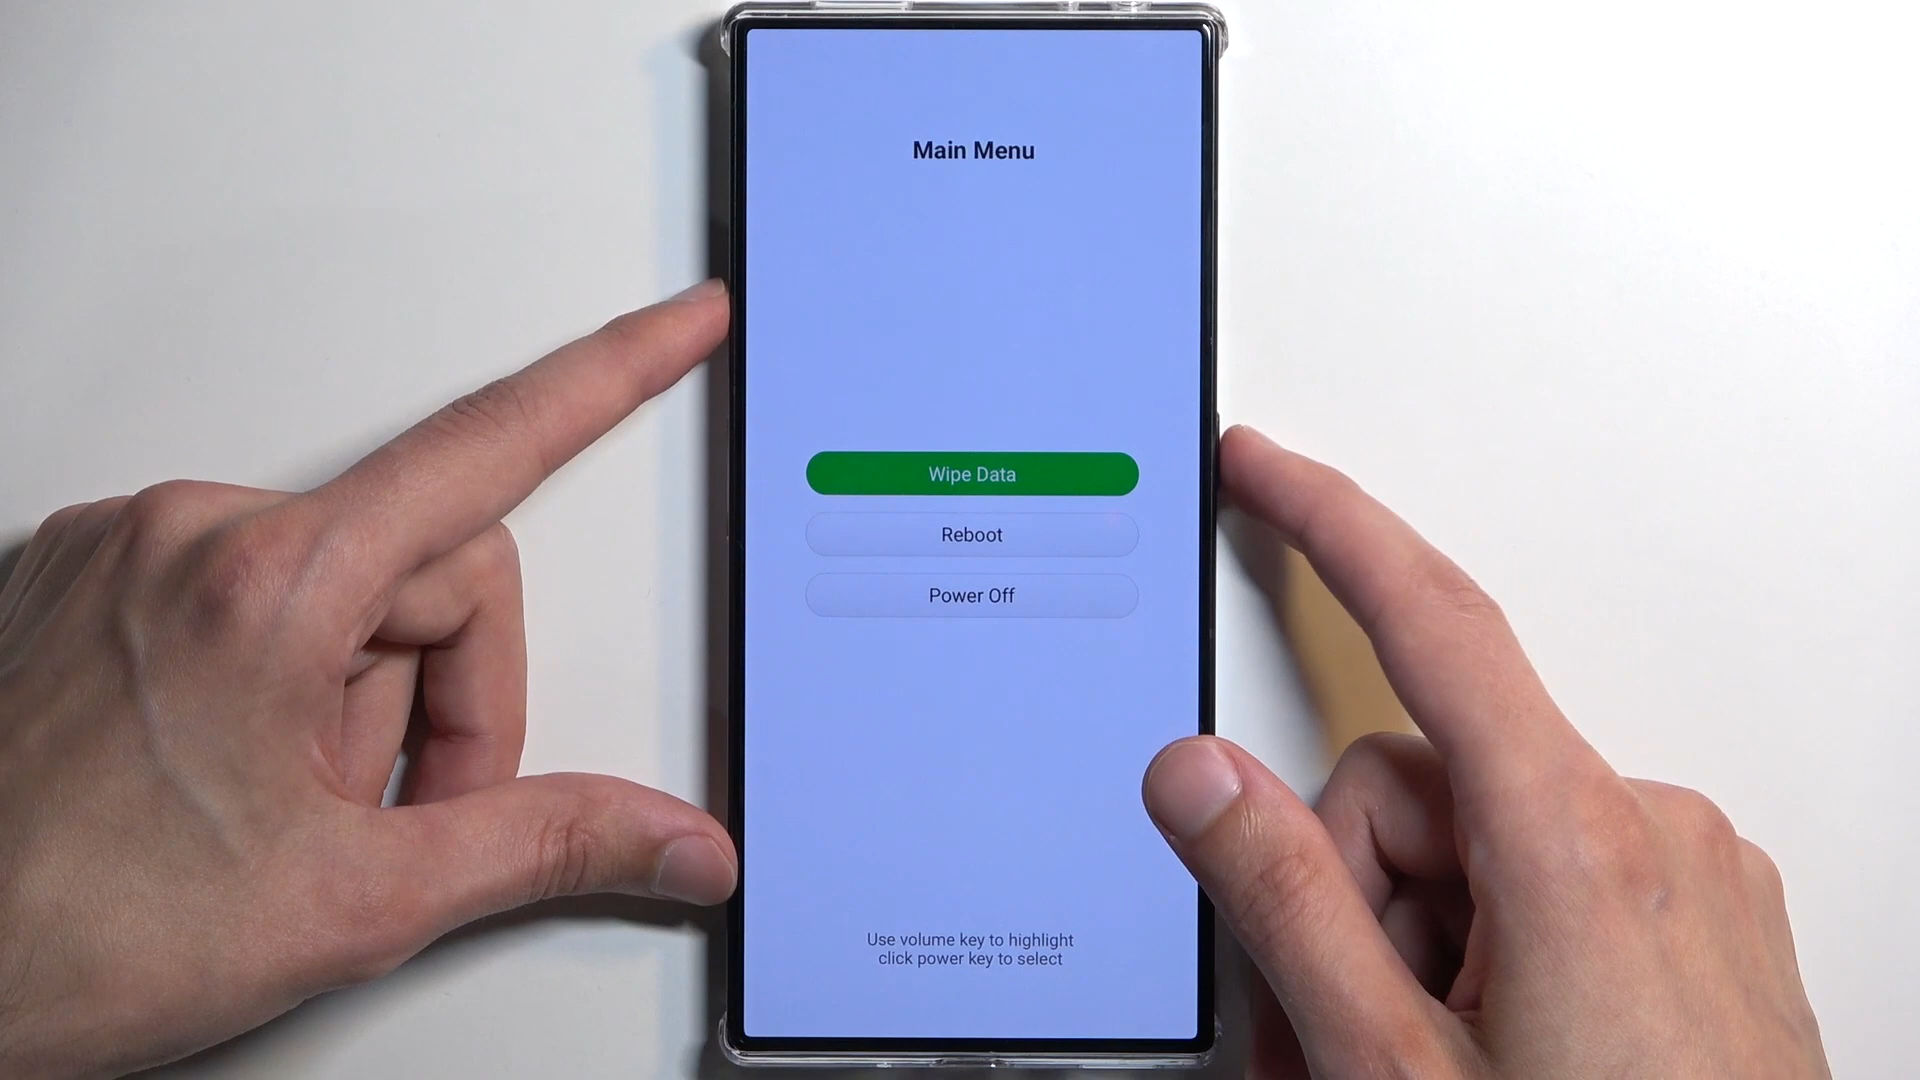 Main Menu
Wipe Data
Reboot
Power Off
Use volume key to highlight
click power key to select